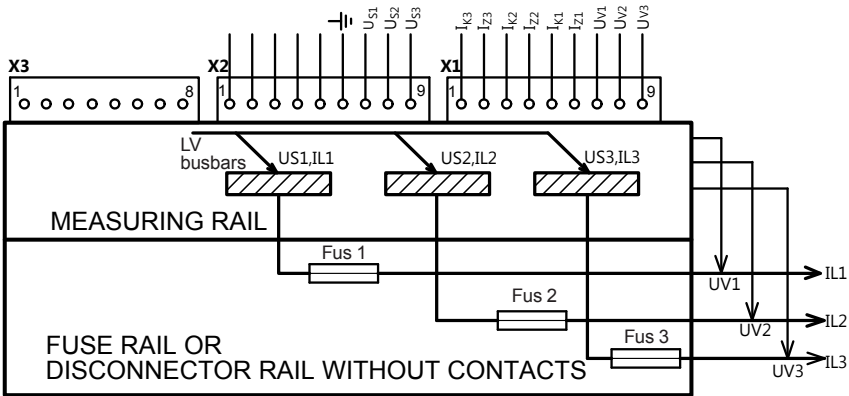 U_S1 U_S2 U_S3 I_K3 I_Z3 I_K2 I_Z2 I_K1 I_Z1 U_V1 U_V2 U_V3
X3 X2 X1
1 8 1 9 1 9
LV
busbars
US1,IL1 US2,IL2 US3,IL3
MEASURING RAIL
Fus 1
UV1 IL1
Fus 2
UV2 IL2
FUSE RAIL OR
DISCONNECTOR RAIL WITHOUT CONTACTS
Fus 3
UV3 IL3